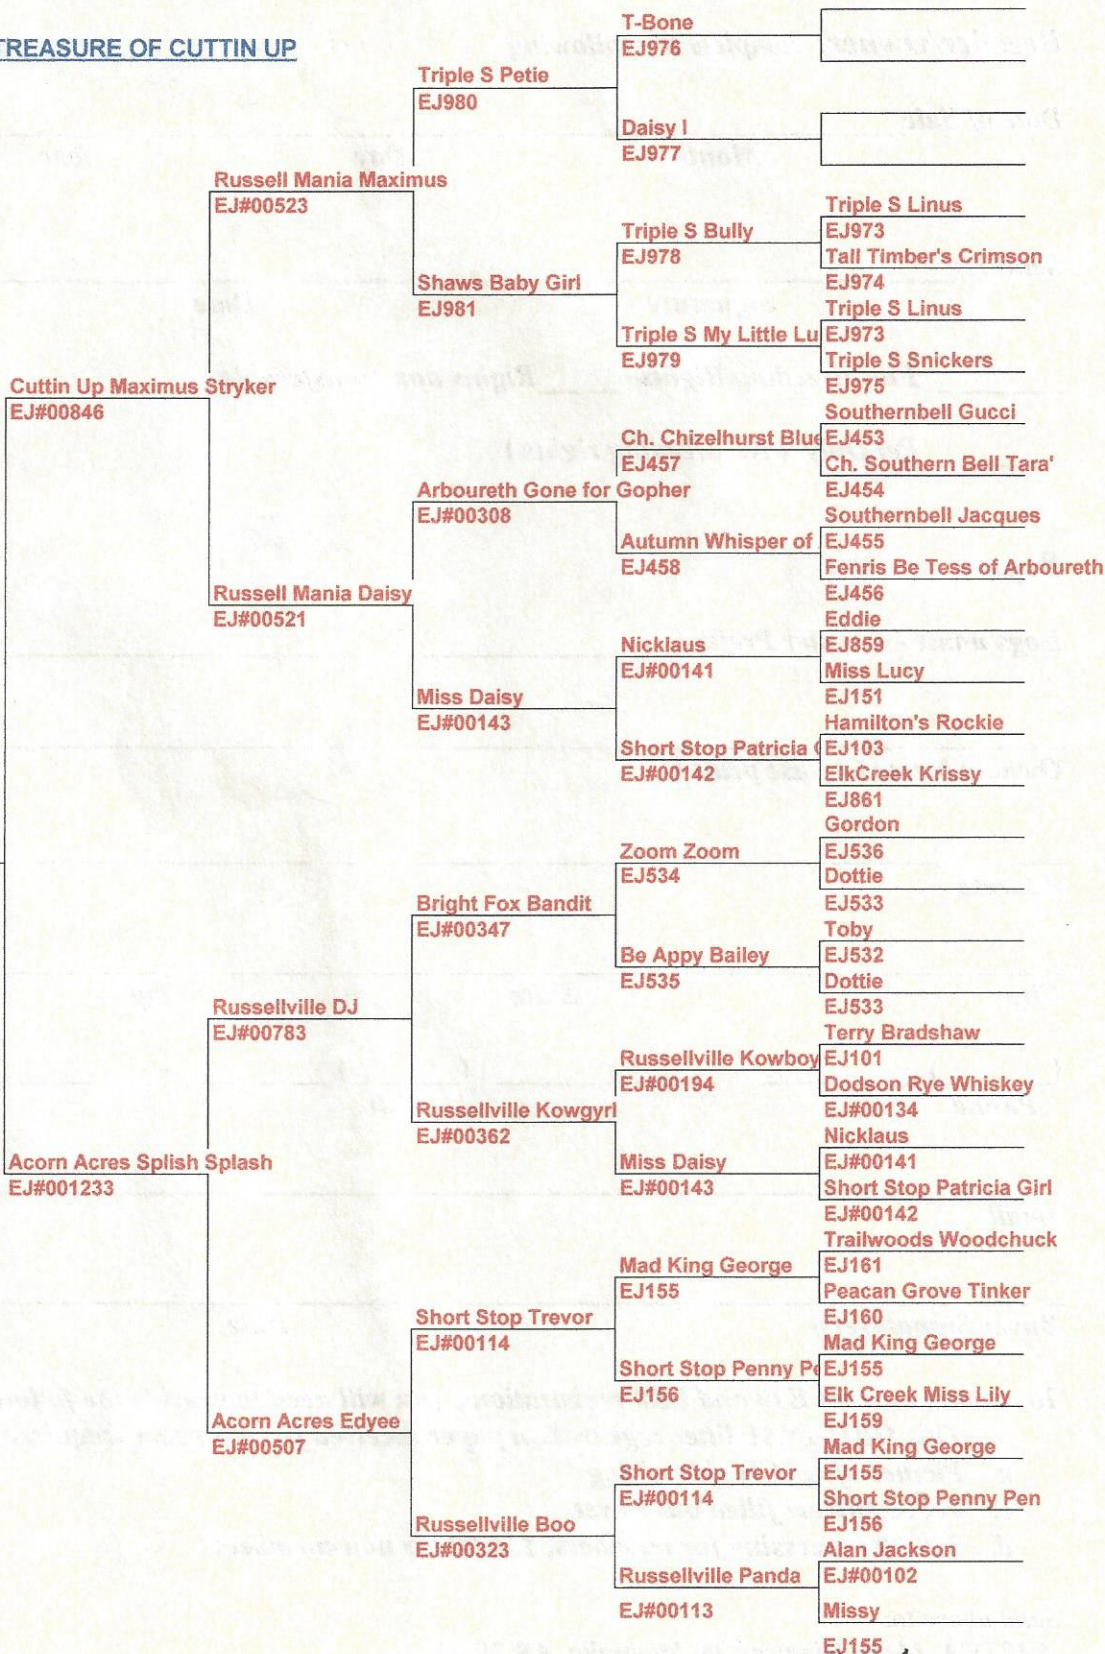 TREASURE OF CUTTIN UP
T-Bone
EJ976
Triple S Petie
EJ980
Daisy I
EJ977
Russell Mania Maximus
EJ#00523
Triple S Linus
Triple S Bully
EJ973
EJ978
Tall Timber's Crimson
EJ974
Shaws Baby Girl
EJ981
Triple S Linus
Triple S My Little Lu
EJ973
EJ979
Triple S Snickers
EJ975
Cuttin Up Maximus Stryker
EJ#00846
Southernbell Gucci
Ch. Chizelhurst Blue
EJ453
EJ457
Ch. Southern Bell Tara'
EJ454
Arboureth Gone for Gopher
EJ#00308
Southernbell Jacques
Autumn Whisper of
EJ455
EJ458
Fenris Be Tess of Arboureth
EJ456
Russell Mania Daisy
EJ#00521
Eddie
Nicklaus
EJ859
EJ#00141
Miss Lucy
EJ151
Miss Daisy
EJ#00143
Hamilton's Rockie
Short Stop Patricia
EJ103
EJ#00142
ElkCreek Krissy
EJ861
Gordon
Zoom Zoom
EJ536
EJ534
Dottie
EJ533
Bright Fox Bandit
EJ#00347
Toby
Be Appy Bailey
EJ532
EJ535
Dottie
EJ533
Russellville DJ
EJ#00783
Terry Bradshaw
Russellville Kowboy
EJ101
EJ#00194
Dodson Rye Whiskey
EJ#00134
Russellville Kowgyrl
EJ#00362
Nicklaus
Miss Daisy
EJ#00141
EJ#00143
Short Stop Patricia Girl
EJ#00142
Acorn Acres Splish Splash
EJ#001233
Trailwoods Woodchuck
Mad King George
EJ161
EJ155
Peacan Grove Tinker
EJ160
Short Stop Trevor
EJ#00114
Mad King George
Short Stop Penny Pe
EJ155
EJ156
Elk Creek Miss Lily
EJ159
Acorn Acres Edyee
EJ#00507
Mad King George
Short Stop Trevor
EJ155
EJ#00114
Short Stop Penny Pen
EJ156
Russellville Boo
EJ#00323
Alan Jackson
Russellville Panda
EJ#00102
EJ#00113
Missy
EJ155